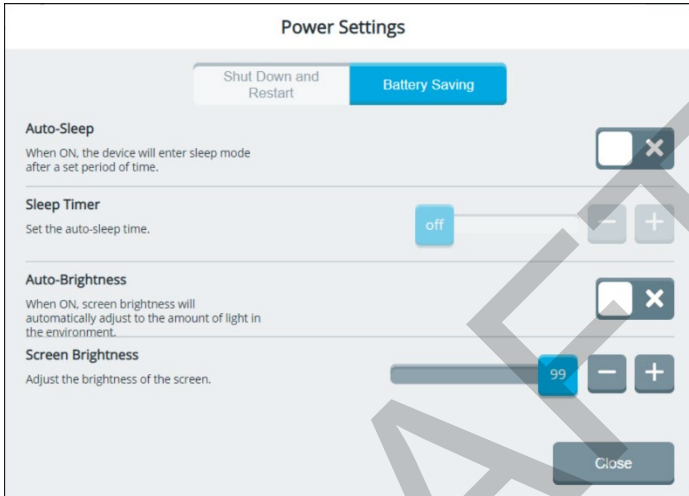 Power Settings
Shut Down and
Restart
Battery Saving
Auto-Sleep
When ON, the device will enter sleep mode
after a set period of time.
Sleep Timer
Set the auto-sleep time.
off
Auto-Brightness
When ON, screen brightness will
automatically adjust to the amount of light in
the environment.
Screen Brightness
Adjust the brightness of the screen.
99
Close